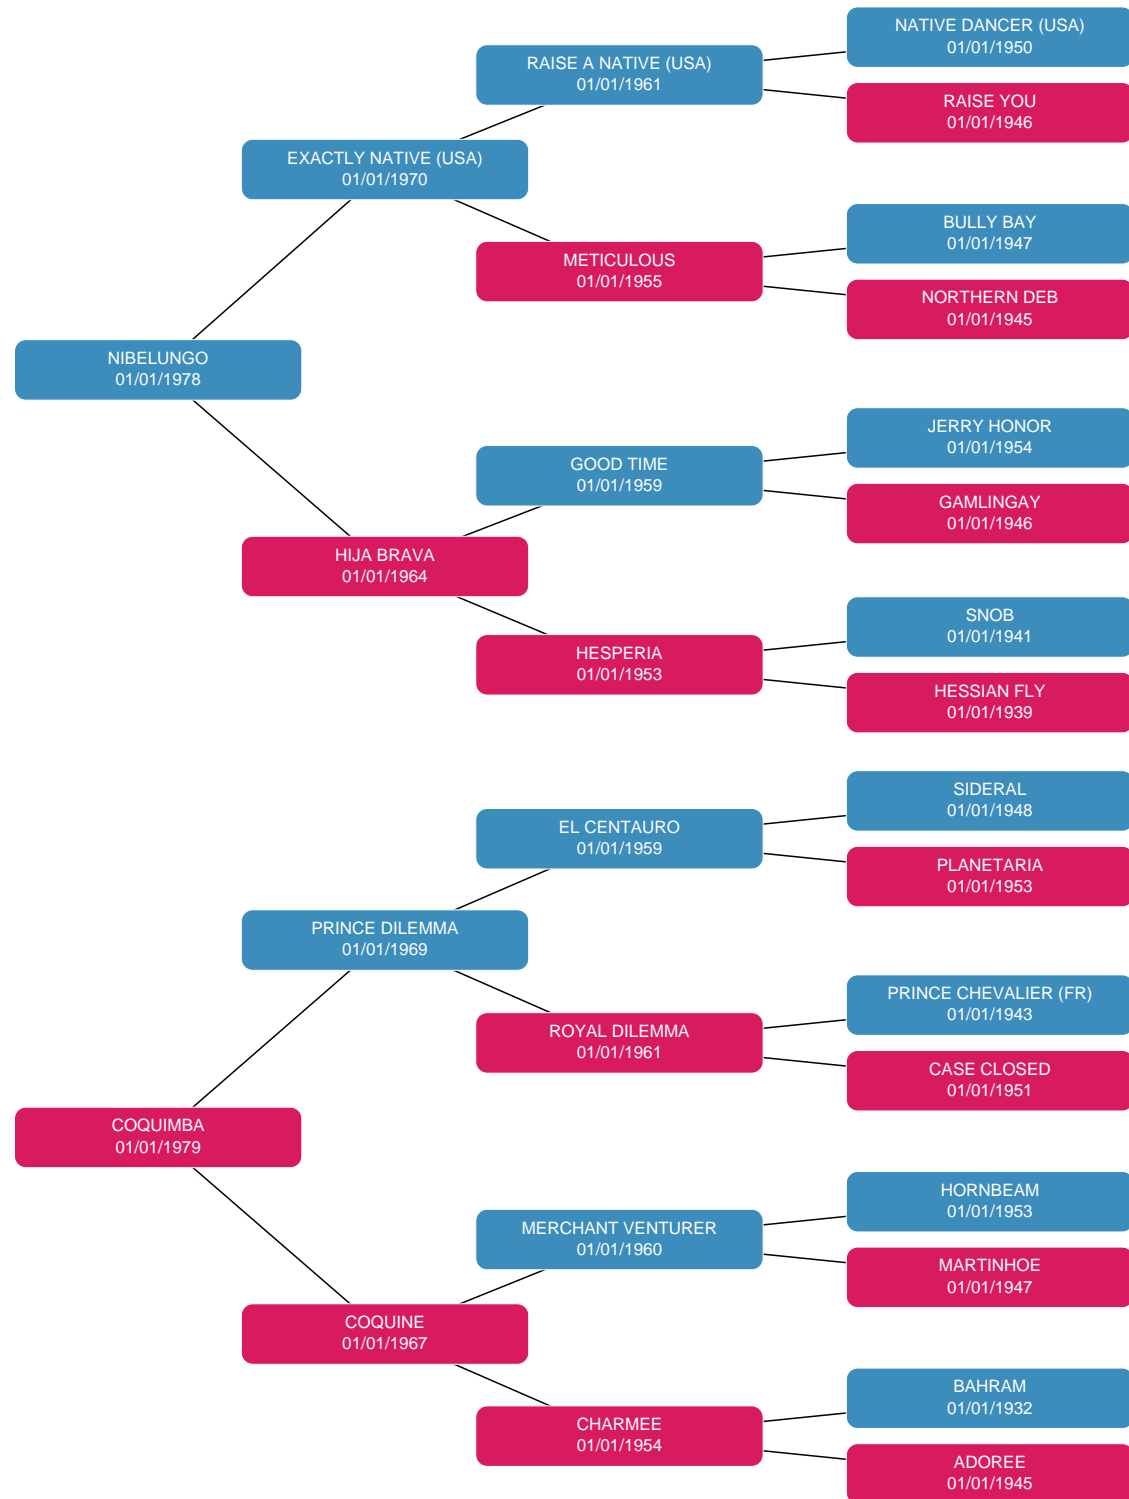 NATIVE DANCER (USA)
01/01/1950
RAISE A NATIVE (USA)
01/01/1961
RAISE YOU
01/01/1946
EXACTLY NATIVE (USA)
01/01/1970
BULLY BAY
01/01/1947
METICULOUS
01/01/1955
NORTHERN DEB
01/01/1945
NIBELUNGO
01/01/1978
JERRY HONOR
01/01/1954
GOOD TIME
01/01/1959
GAMLINGAY
01/01/1946
HIJA BRAVA
01/01/1964
SNOB
01/01/1941
HESPERIA
01/01/1953
HESSIAN FLY
01/01/1939
SIDERAL
01/01/1948
EL CENTAURO
01/01/1959
PLANETARIA
01/01/1953
PRINCE DILEMMA
01/01/1969
PRINCE CHEVALIER (FR)
01/01/1943
ROYAL DILEMMA
01/01/1961
CASE CLOSED
01/01/1951
COQUIMBA
01/01/1979
HORNBEAM
01/01/1953
MERCHANT VENTURER
01/01/1960
MARTINHOE
01/01/1947
COQUINE
01/01/1967
BAHRAM
01/01/1932
CHARMEE
01/01/1954
ADOREE
01/01/1945